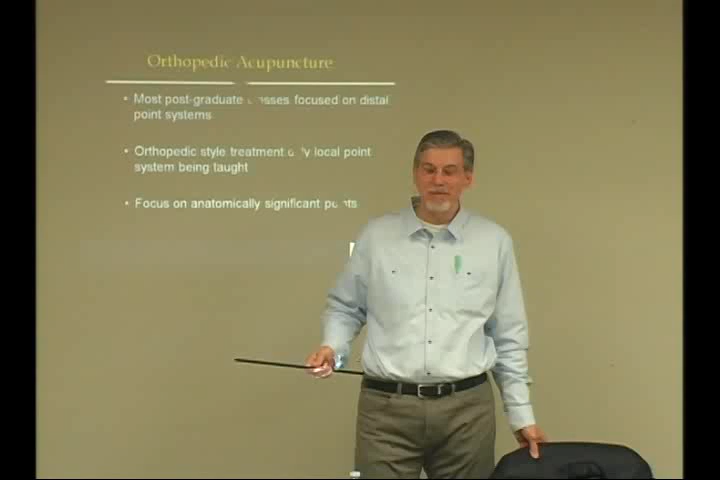 Orthopedic Acupuncture
• Most post-graduate focused on distal
point systems
• Orthopedic style treatment local point
system being taught
• Focus on anatomically significant points